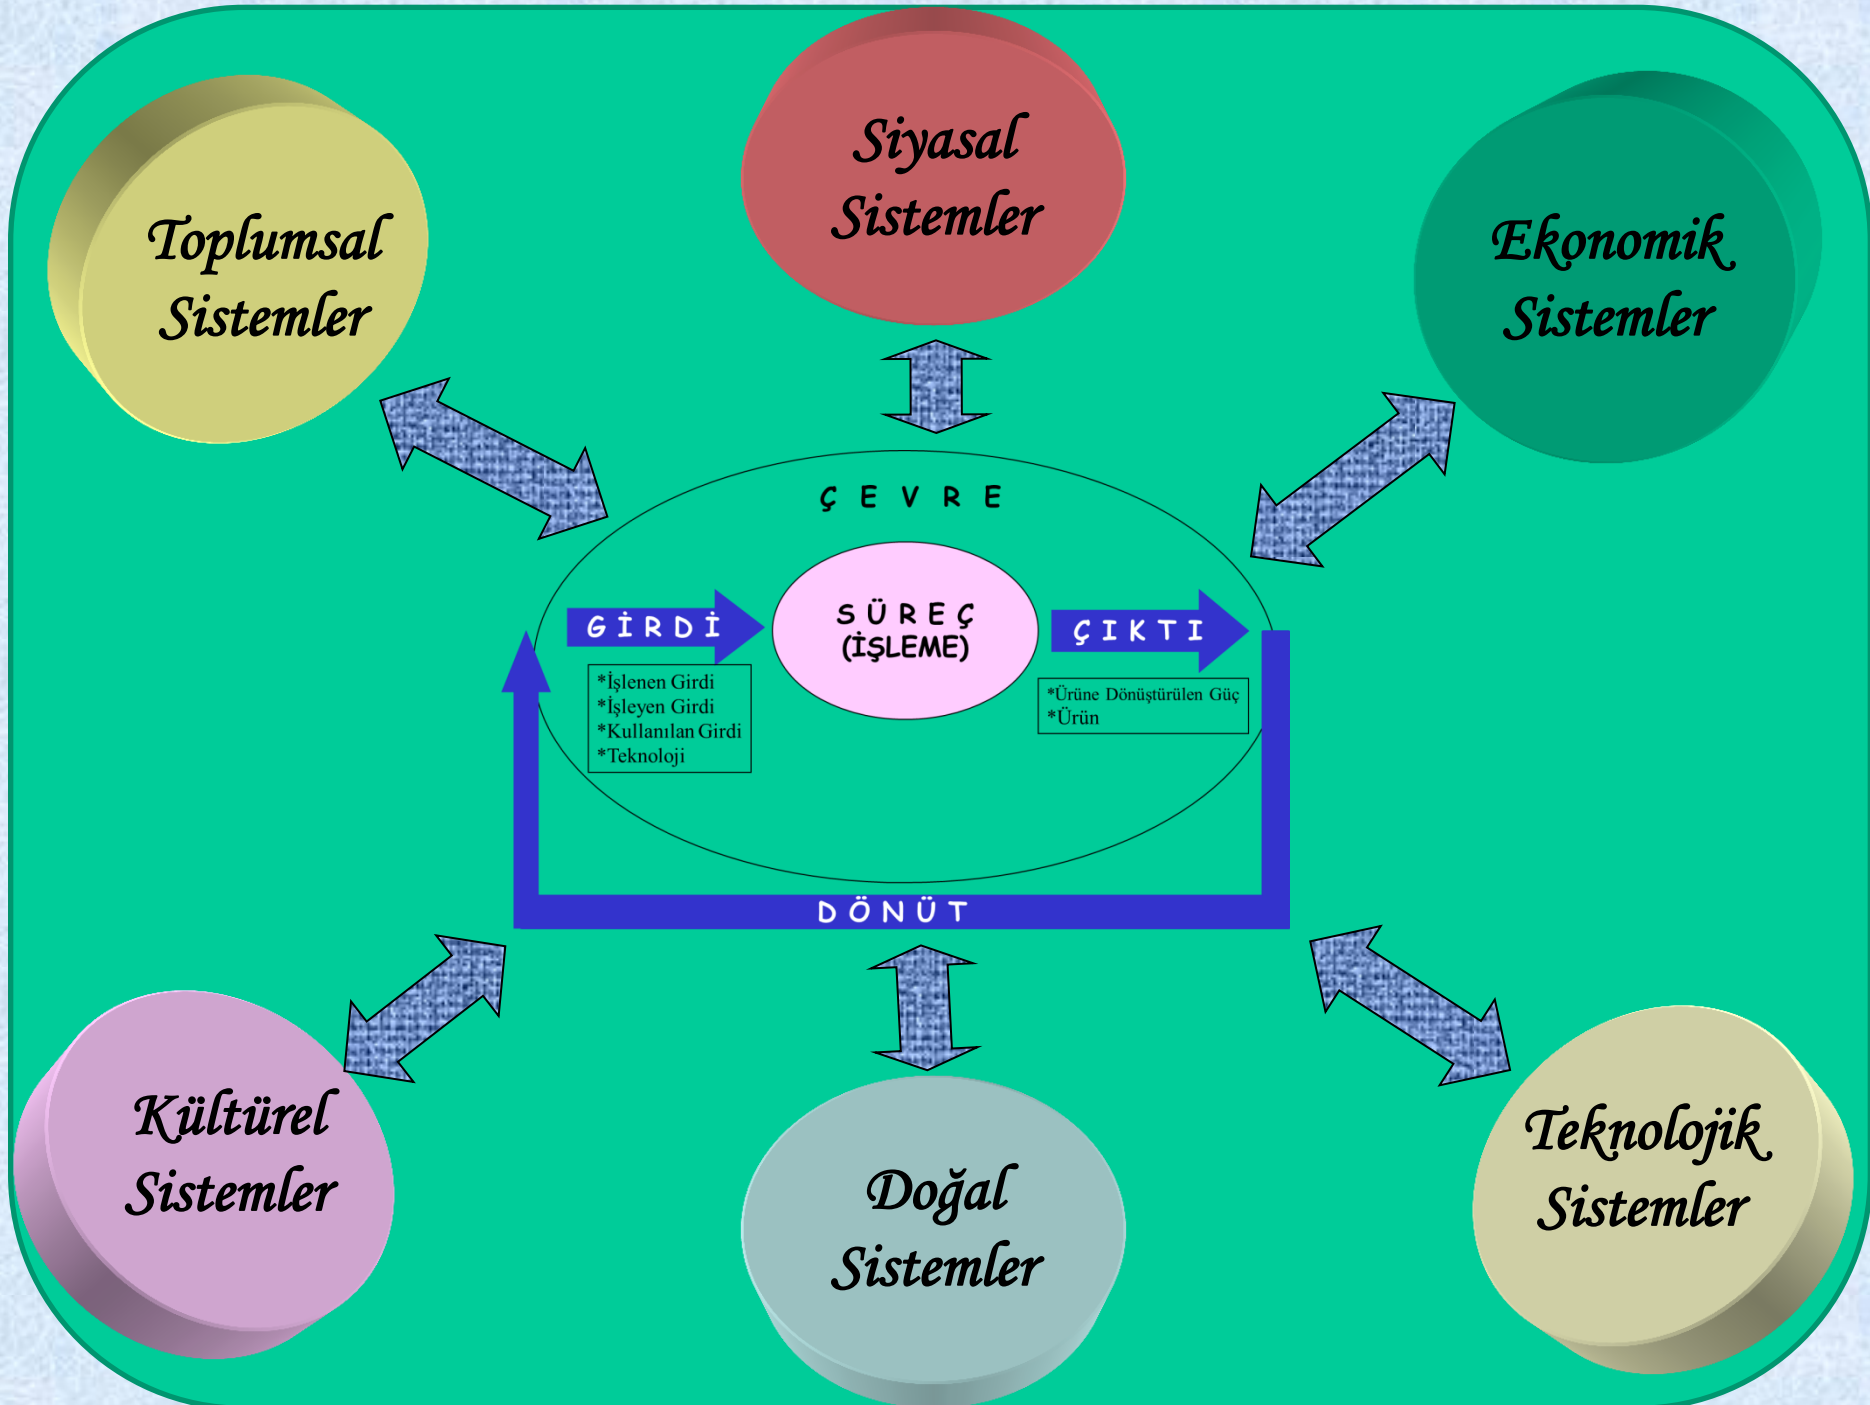 Siyasal
Sistemler
Toplumsal
Sistemler
Ekonomik
Sistemler
Ç E V R E
G İ R D İ
S Ü R E Ç
(İŞLEME)
Ç I K T I
*İşlenen Girdi
*İşleyen Girdi
*Kullanılan Girdi
*Teknoloji
*Ürüne Dönüştürülen Güç
*Ürün
D Ö N Ü T
Kültürel
Sistemler
Doğal
Sistemler
Teknolojik
Sistemler